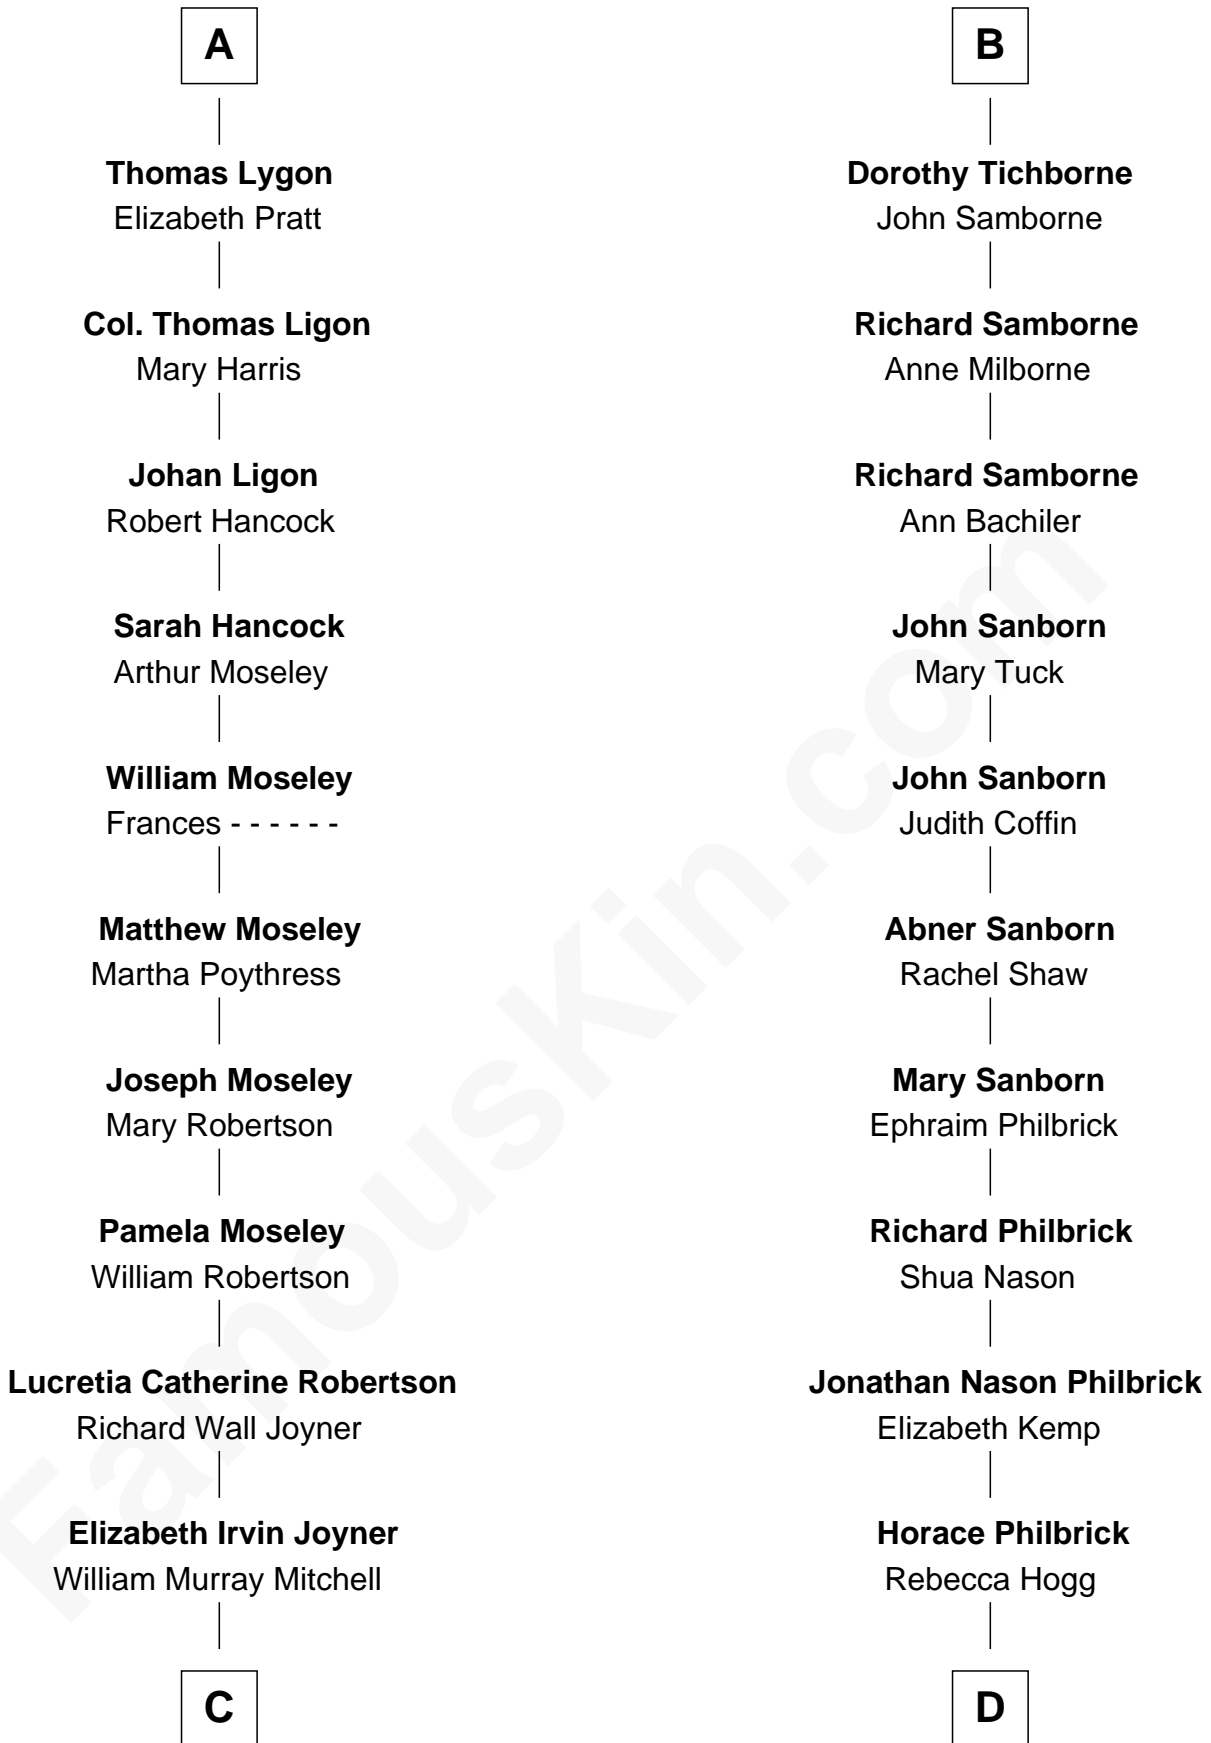 A
Thomas Lygon
Elizabeth Pratt
Col. Thomas Ligon
Mary Harris
Johan Ligon
Robert Hancock
Sarah Hancock
Arthur Moseley
William Moseley
Frances - - - - - -
Matthew Moseley
Martha Poythress
Joseph Moseley
Mary Robertson
Pamela Moseley
William Robertson
Lucretia Catherine Robertson
Richard Wall Joyner
Elizabeth Irvin Joyner
William Murray Mitchell
C
B
Dorothy Tichborne
John Samborne
Richard Samborne
Anne Milborne
Richard Samborne
Ann Bachiler
John Sanborn
Mary Tuck
John Sanborn
Judith Coffin
Abner Sanborn
Rachel Shaw
Mary Sanborn
Ephraim Philbrick
Richard Philbrick
Shua Nason
Jonathan Nason Philbrick
Elizabeth Kemp
Horace Philbrick
Rebecca Hogg
D
FamousKin.com